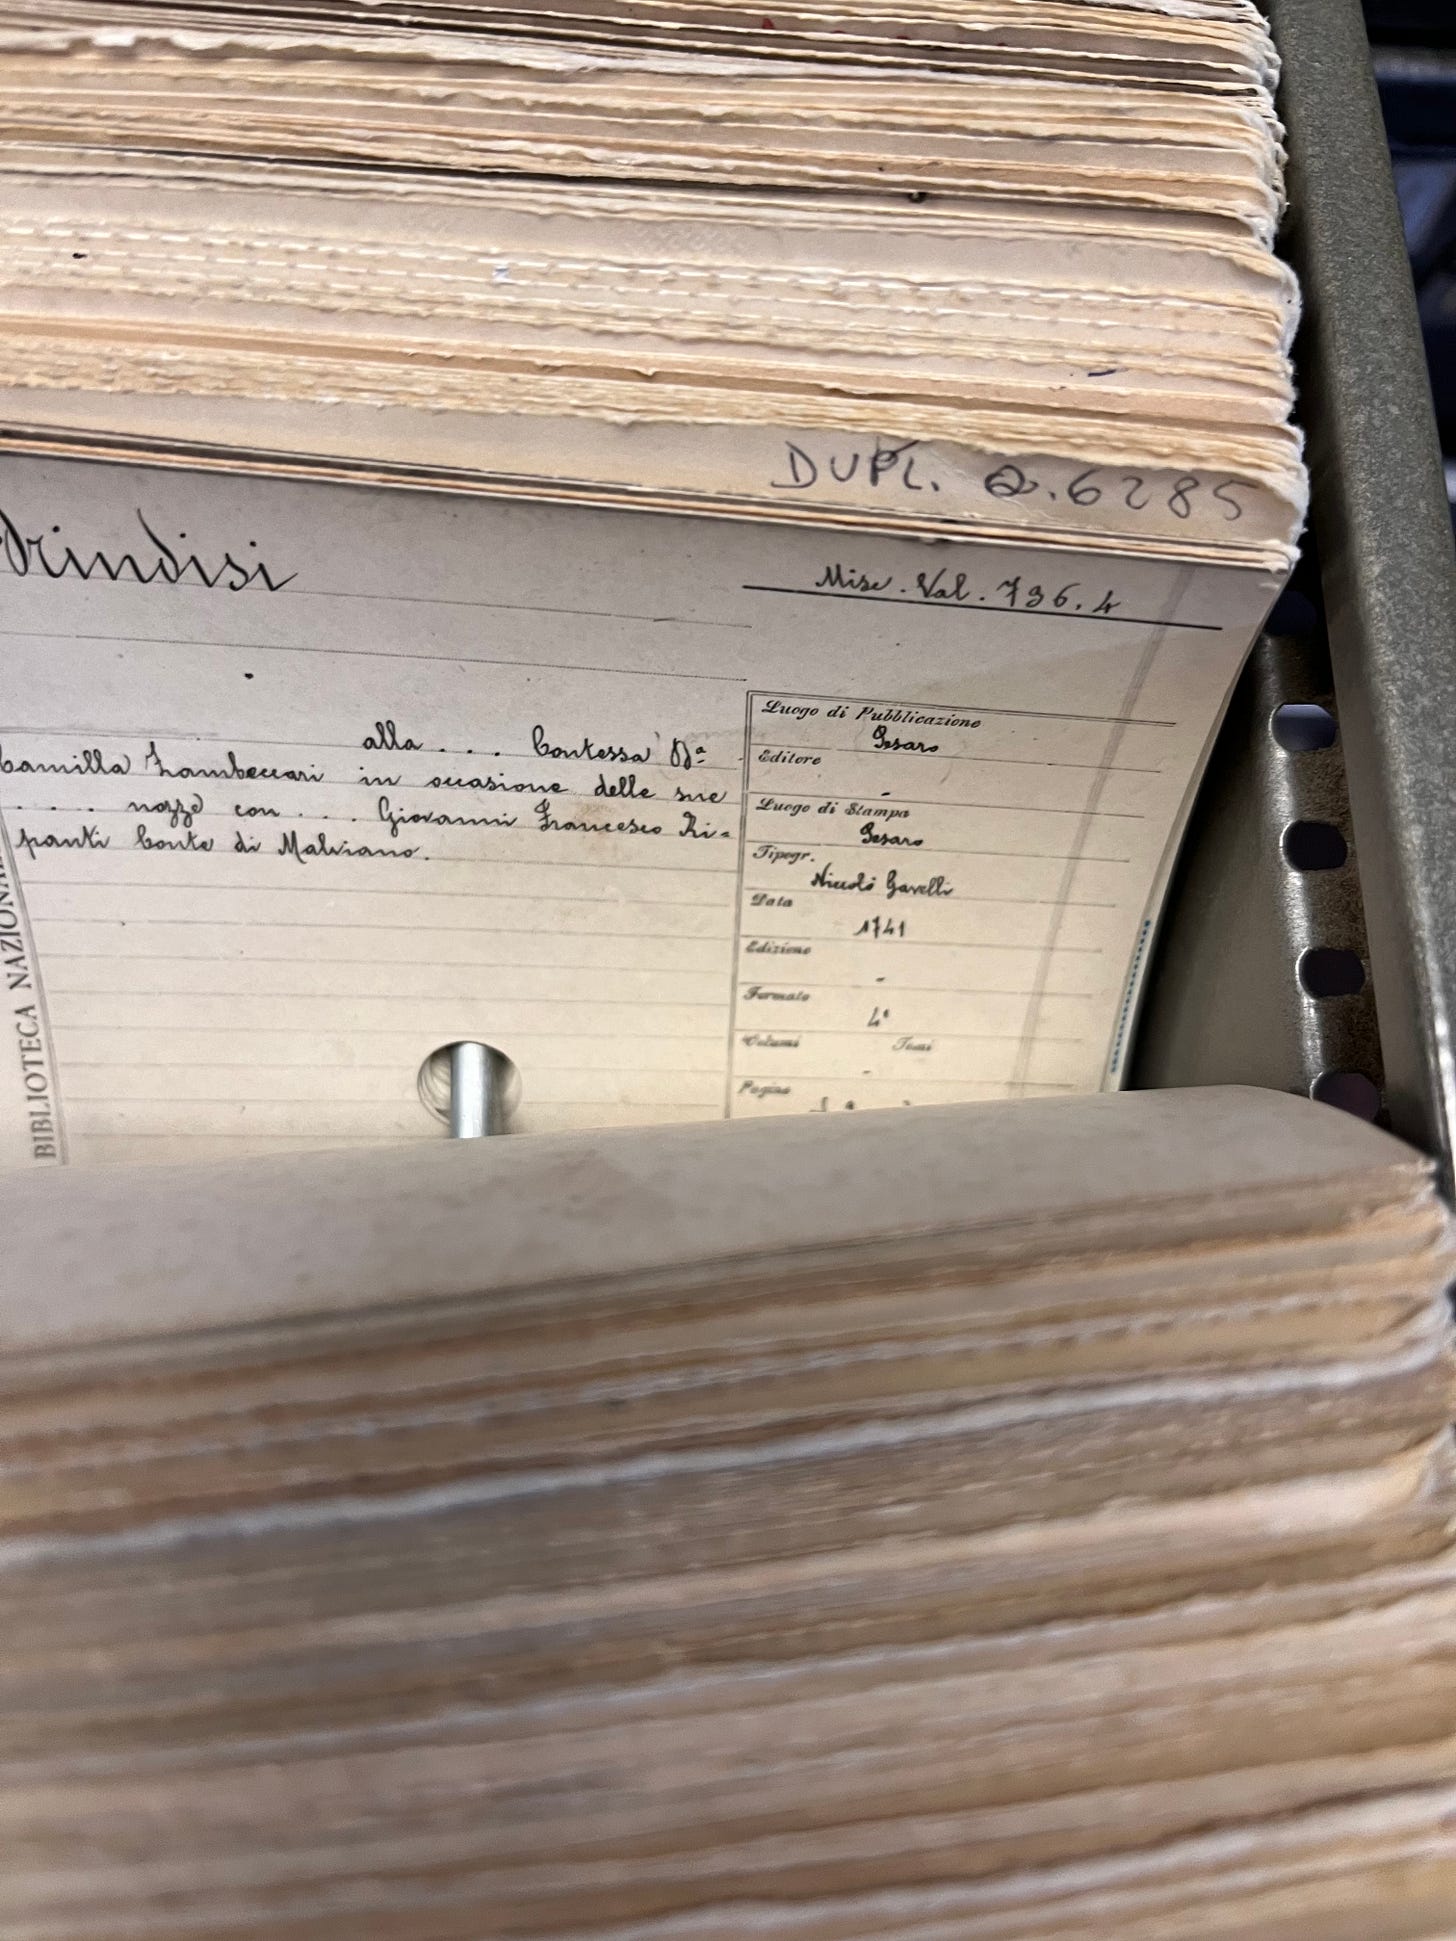 DUPL. Q.6285
Brindisi
Misc. Val. 796.4
alla . . . Contessa Dª
Camilla Zambeccari in occasione delle sue
. . . . nozze con . . . Giovanni Francesco Ri=
panti Conte di Malviano.
BIBLIOTECA NAZIONA
Luogo di Pubblicazione
Pesaro
Editore
-
Luogo di Stampa
Pesaro
Tipogr.
Niccolò Gavelli
Data
1741
Edizione
-
Formato
4°
Volumi Tomi
-
Pagine